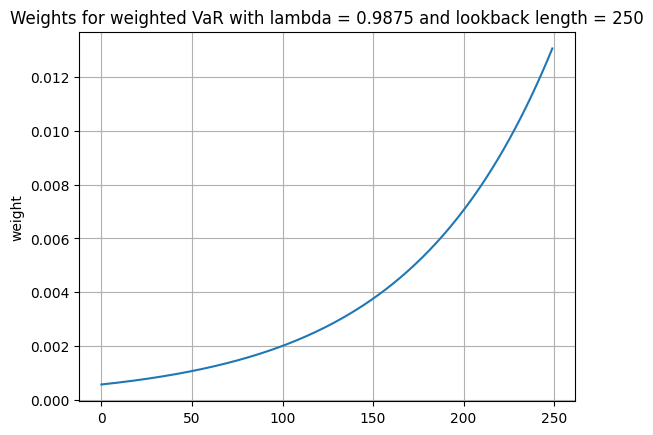 Weights for weighted VaR with lambda = 0.9875 and lookback length = 250
0.012
0.010
0.008
weight
0.006
0.004
0.002
0.000
0 50 100 150 200 250